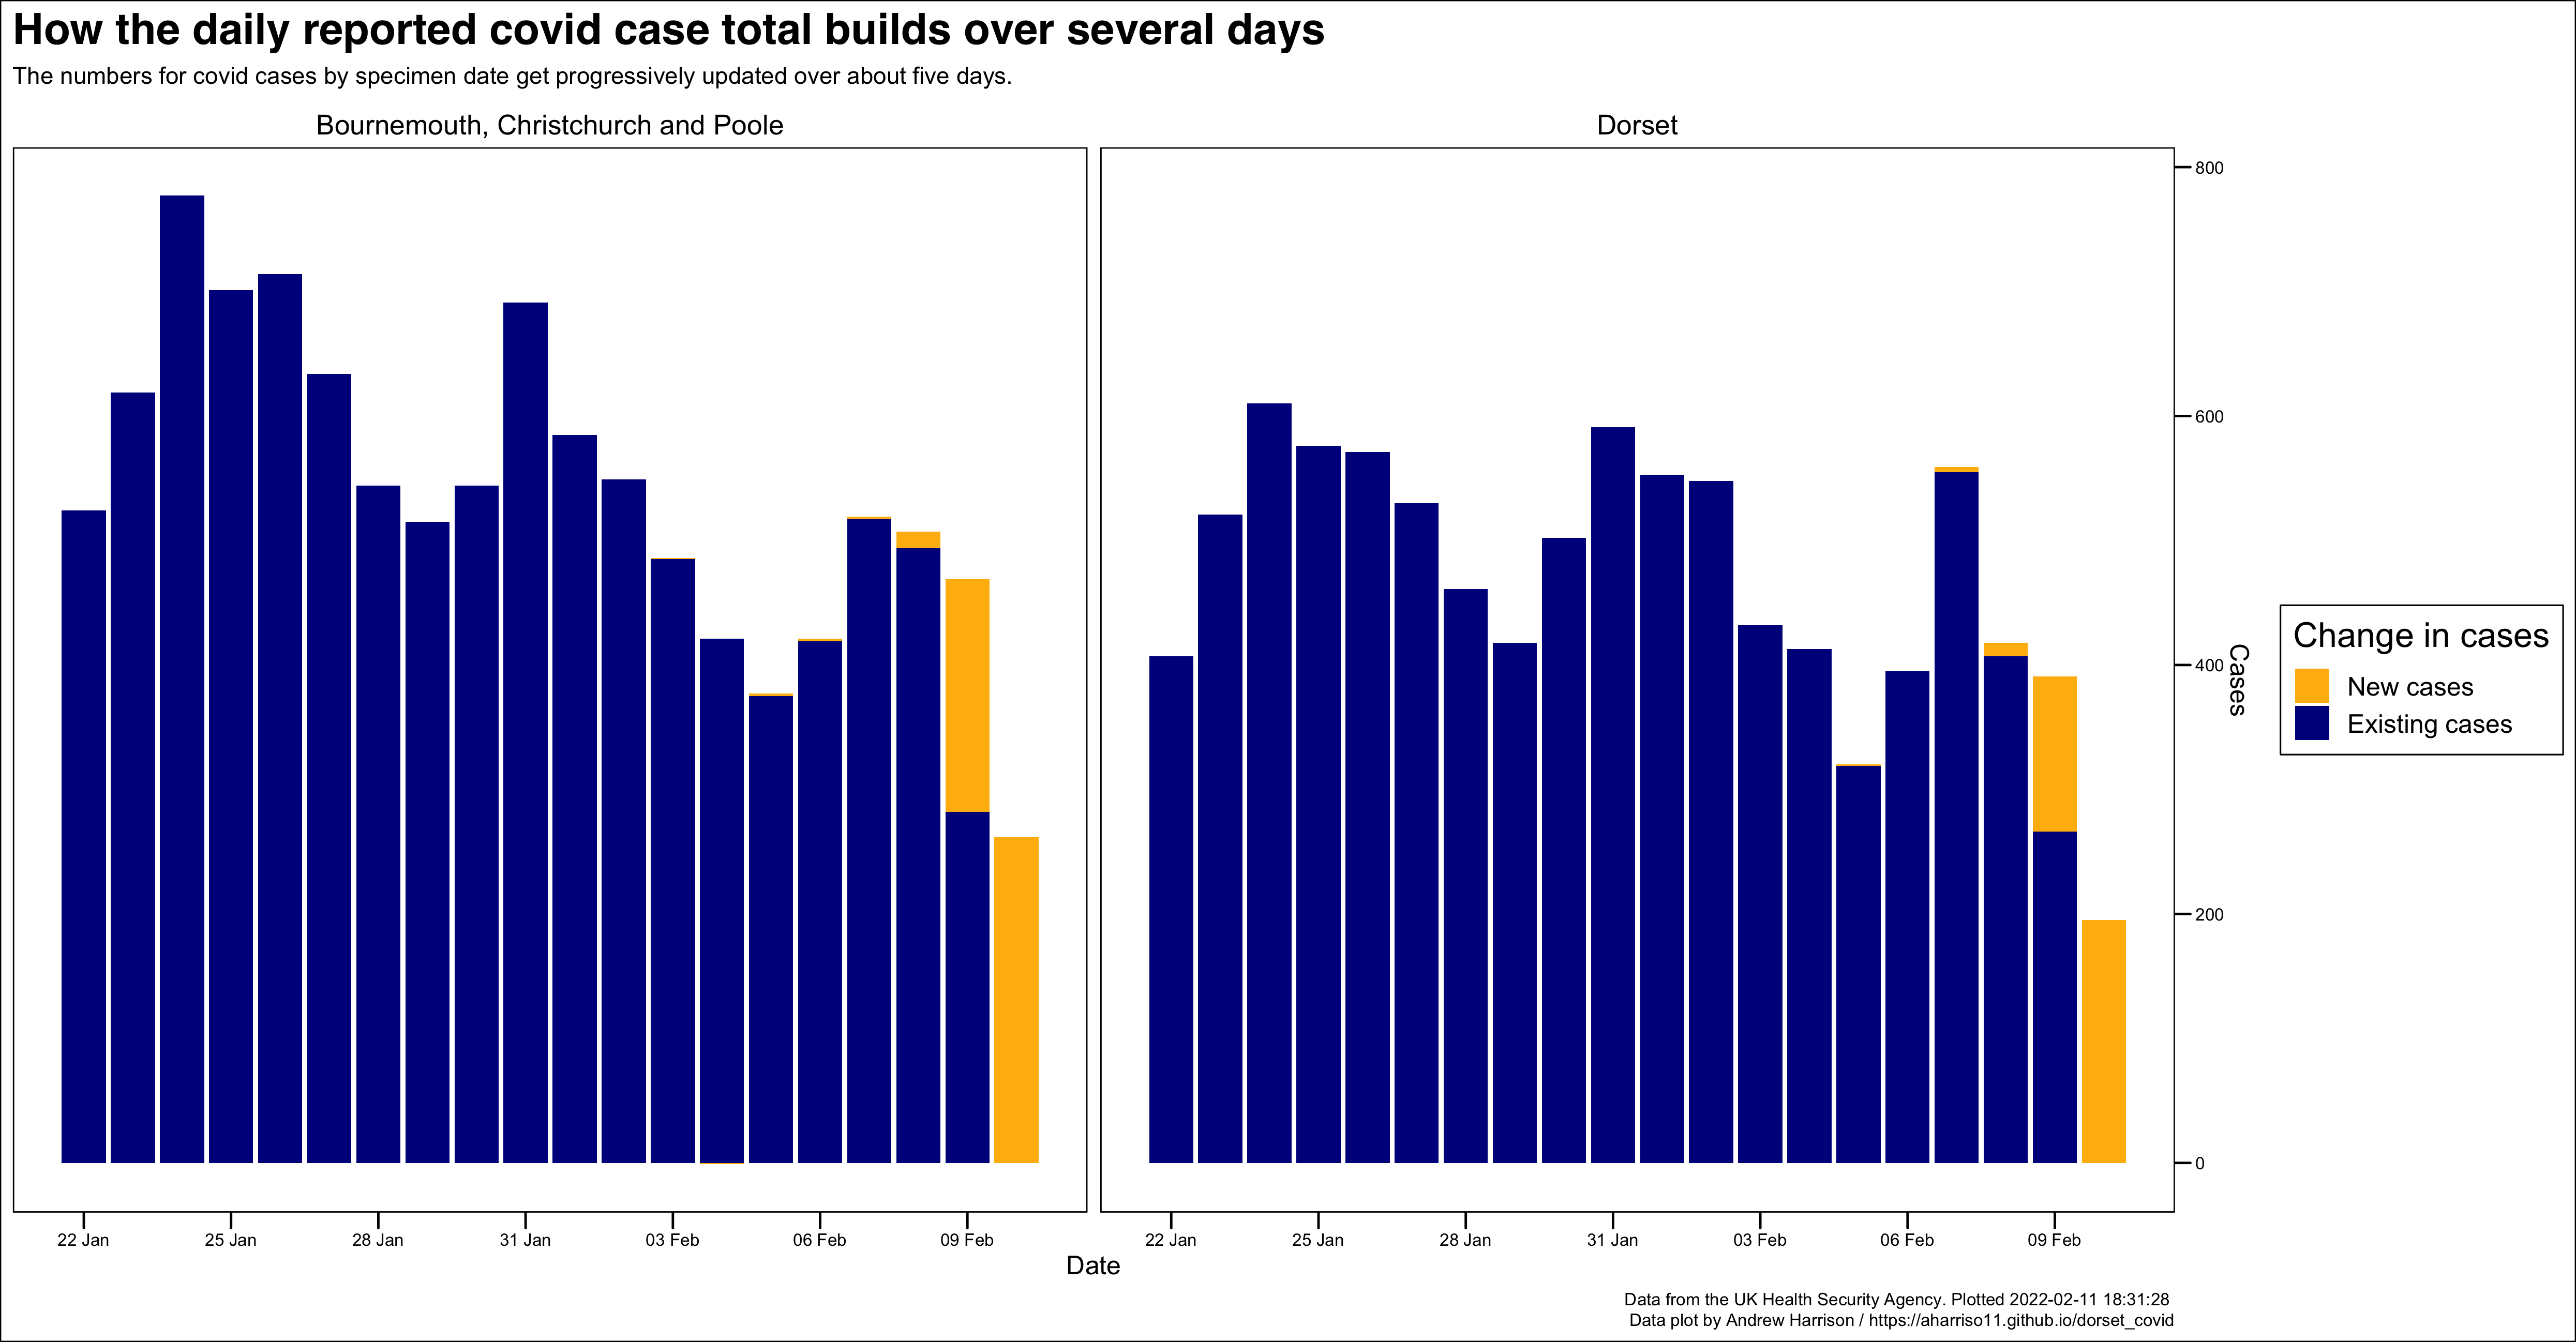 How the daily reported covid case total builds over several days
The numbers for covid cases by specimen date get progressively updated over about five days.
Bournemouth, Christchurch and Poole
Dorset
800
600
400
200
0
Cases
Change in cases
New cases
Existing cases
22 Jan 25 Jan 28 Jan 31 Jan 03 Feb 06 Feb 09 Feb
22 Jan 25 Jan 28 Jan 31 Jan 03 Feb 06 Feb 09 Feb
Date
Data from the UK Health Security Agency. Plotted 2022-02-11 18:31:28
Data plot by Andrew Harrison / https://aharriso11.github.io/dorset_covid